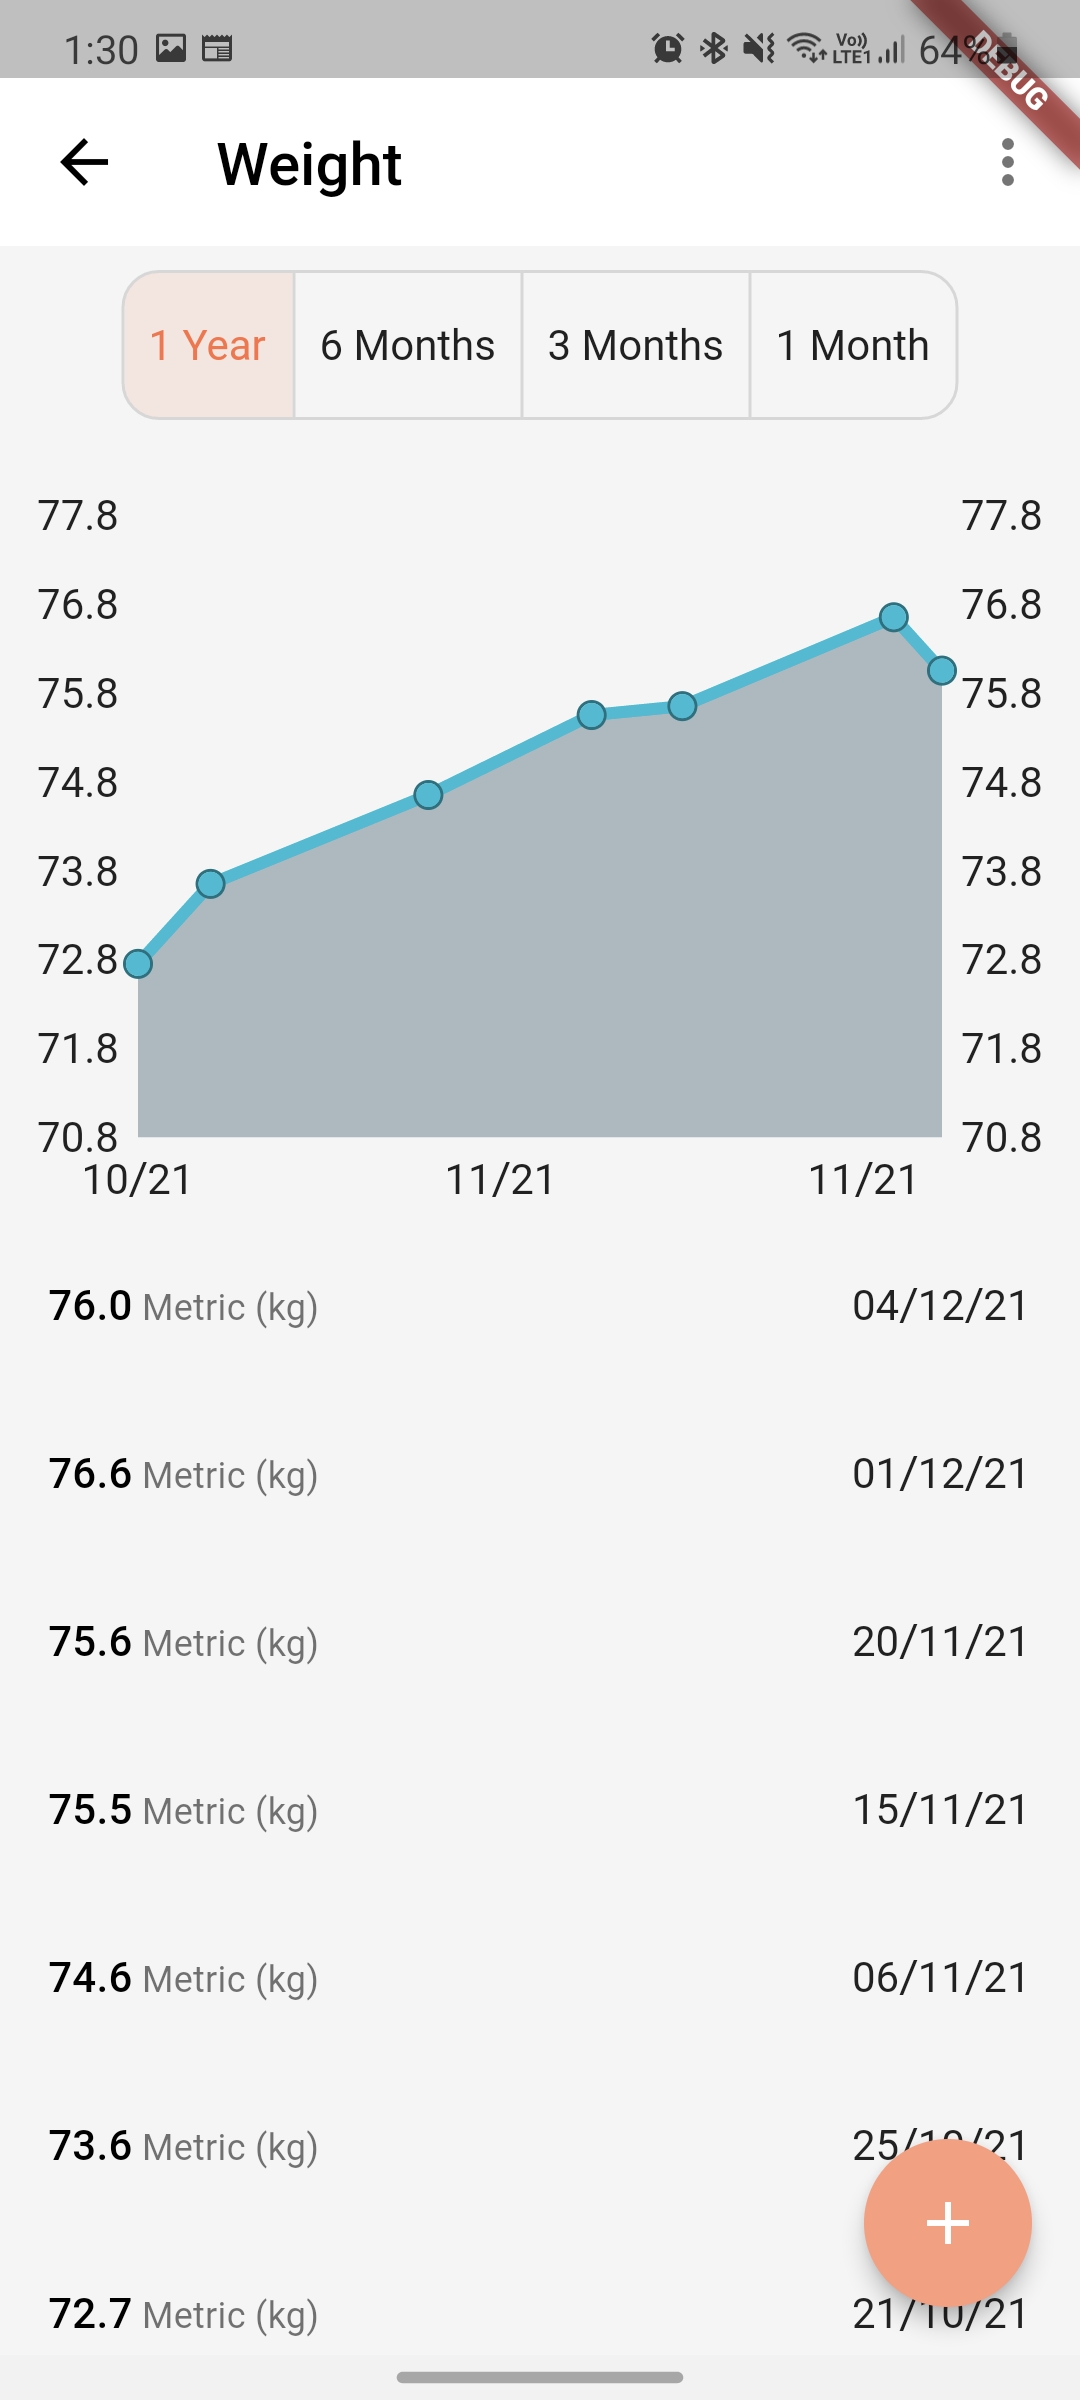 1:30 Vo)) LTE1 64% DEBUG
Weight
1 Year 6 Months 3 Months 1 Month
77.8 77.8
76.8 76.8
75.8 75.8
74.8 74.8
73.8 73.8
72.8 72.8
71.8 71.8
70.8 70.8
10/21 11/21 11/21
76.0 Metric (kg) 04/12/21
76.6 Metric (kg) 01/12/21
75.6 Metric (kg) 20/11/21
75.5 Metric (kg) 15/11/21
74.6 Metric (kg) 06/11/21
73.6 Metric (kg) 25/10/21
72.7 Metric (kg) 21/10/21